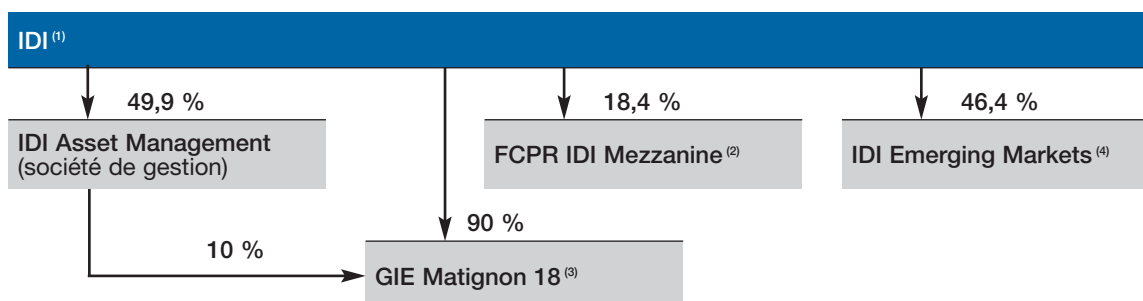 IDI (1)
49,9 %
18,4 %
46,4 %
IDI Asset Management
(société de gestion)
FCPR IDI Mezzanine (2)
IDI Emerging Markets (4)
90 %
10 %
GIE Matignon 18 (3)